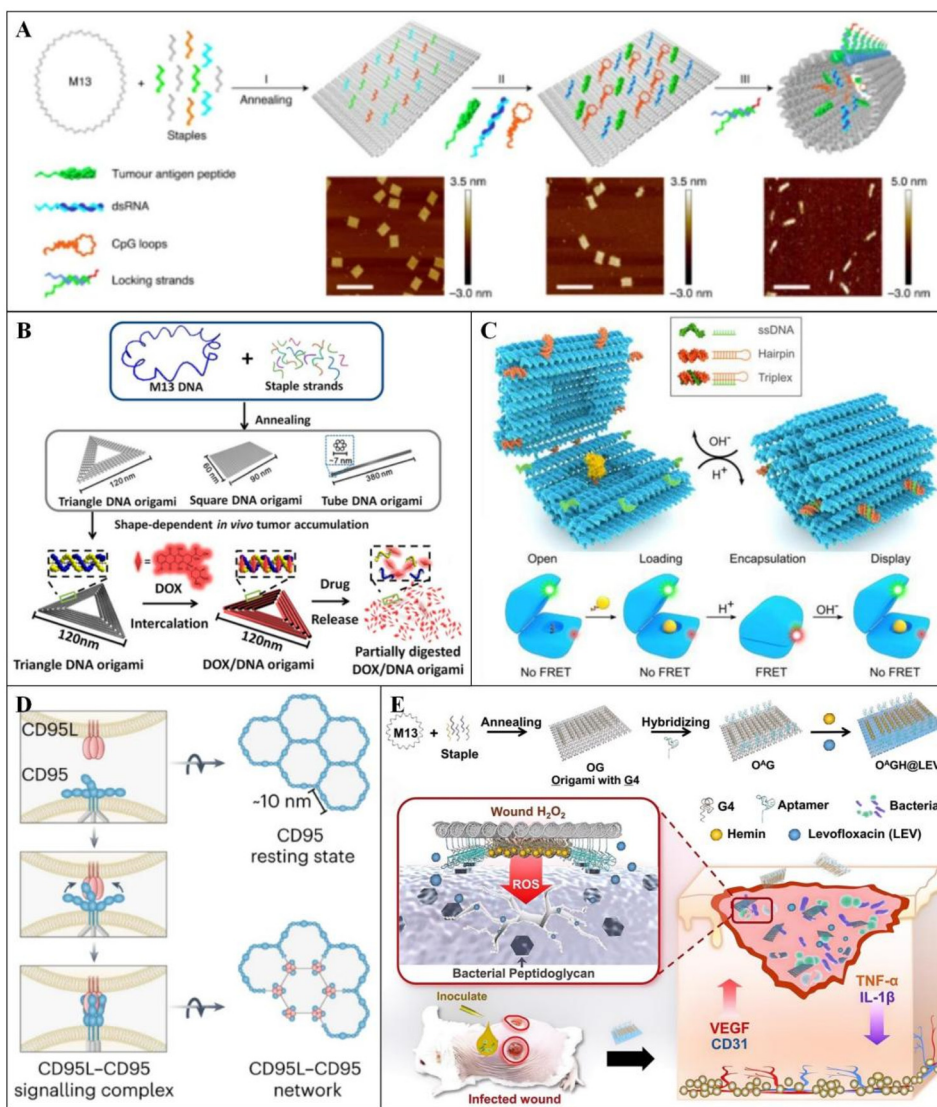 A
M13
+
Staples
I
Annealing
II
III
Tumour antigen peptide
dsRNA
CpG loops
Locking strands
3.5 nm
–3.0 nm
3.5 nm
–3.0 nm
5.0 nm
–3.0 nm
B
M13 DNA
+
Staple strands
Annealing
120 nm
Triangle DNA origami
60 nm
90 nm
Square DNA origami
~7 nm
380 nm
Tube DNA origami
Shape-dependent in vivo tumor accumulation
=
DOX
Intercalation
Drug
Release
120nm
Triangle DNA origami
120nm
DOX/DNA origami
Partially digested
DOX/DNA origami
C
ssDNA
Hairpin
Triplex
OH⁻
H⁺
Open
Loading
Encapsulation
Display
H⁺
OH⁻
No FRET
No FRET
FRET
No FRET
D
CD95L
CD95
~10 nm
CD95
resting state
CD95L–CD95
signalling complex
CD95L–CD95
network
E
M13
+
Staple
Annealing
OG
Origami with G4
Hybridizing
OᴬG
OᴬGH@LEV
G4
Aptamer
Bacteria
Hemin
Levofloxacin (LEV)
Wound H₂O₂
ROS
Bacterial Peptidoglycan
Inoculate
Infected wound
VEGF
CD31
TNF-α
IL-1β